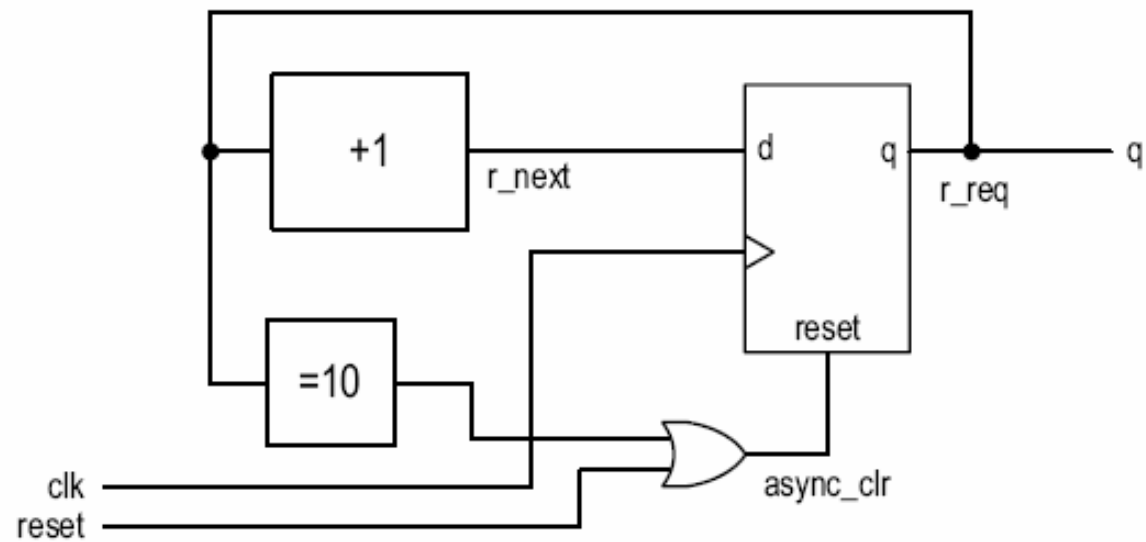 +1
r_next
d
q
q
r_req
reset
=10
async_clr
clk
reset